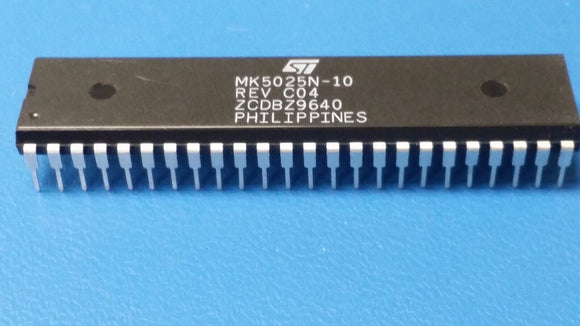 ST
MK5025N-10
REV C04
ZCDBZ9640
PHILIPPINES